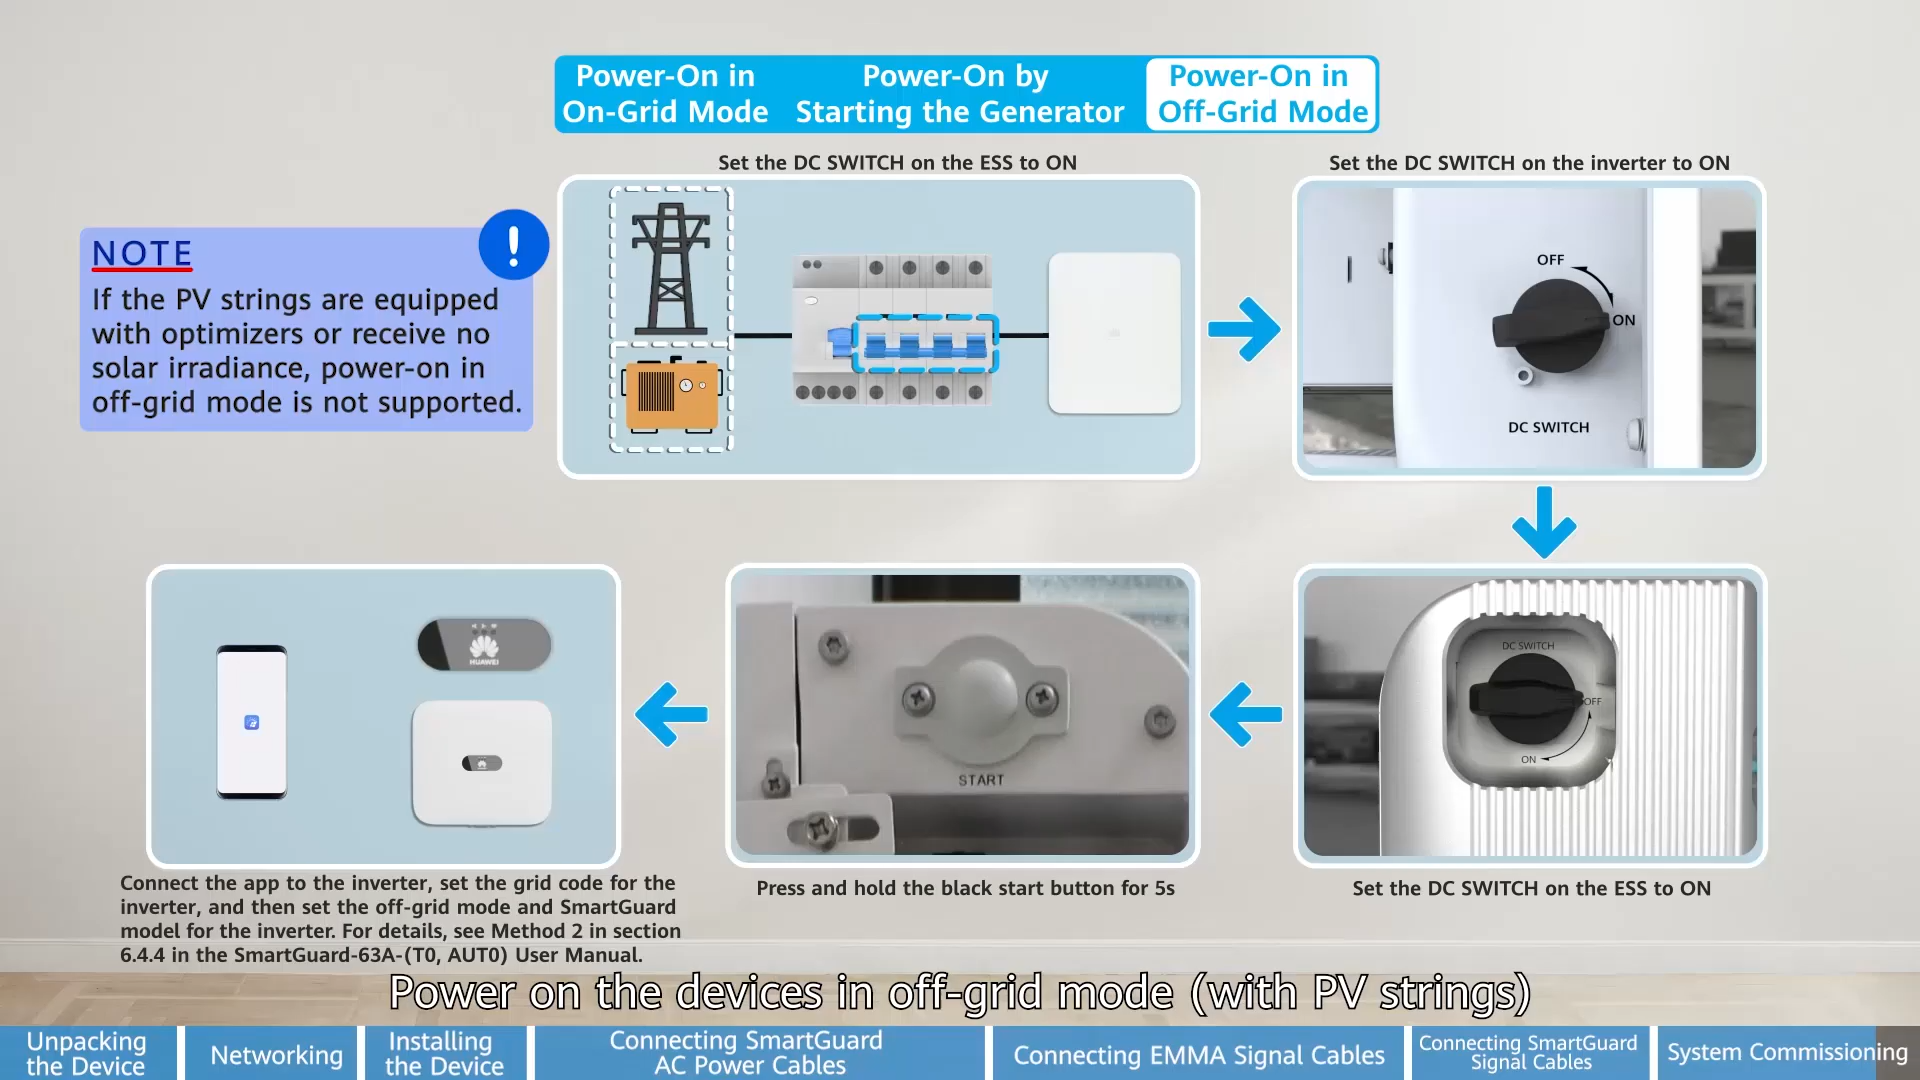 Power-On in
On-Grid Mode
Power-On by
Starting the Generator
Power-On in
Off-Grid Mode
Set the DC SWITCH on the ESS to ON
Set the DC SWITCH on the inverter to ON
NOTE
!
If the PV strings are equipped
with optimizers or receive no
solar irradiance, power-on in
off-grid mode is not supported.
OFF
ON
DC SWITCH
HUAWEI
START
DC SWITCH
OFF
ON
Connect the app to the inverter, set the grid code for the
inverter, and then set the off-grid mode and SmartGuard
model for the inverter. For details, see Method 2 in section
6.4.4 in the SmartGuard-63A-(T0, AUT0) User Manual.
Press and hold the black start button for 5s
Set the DC SWITCH on the ESS to ON
Power on the devices in off-grid mode (with PV strings)
Unpacking
the Device
Networking
Installing
the Device
Connecting SmartGuard
AC Power Cables
Connecting EMMA Signal Cables
Connecting SmartGuard
Signal Cables
System Commissioning